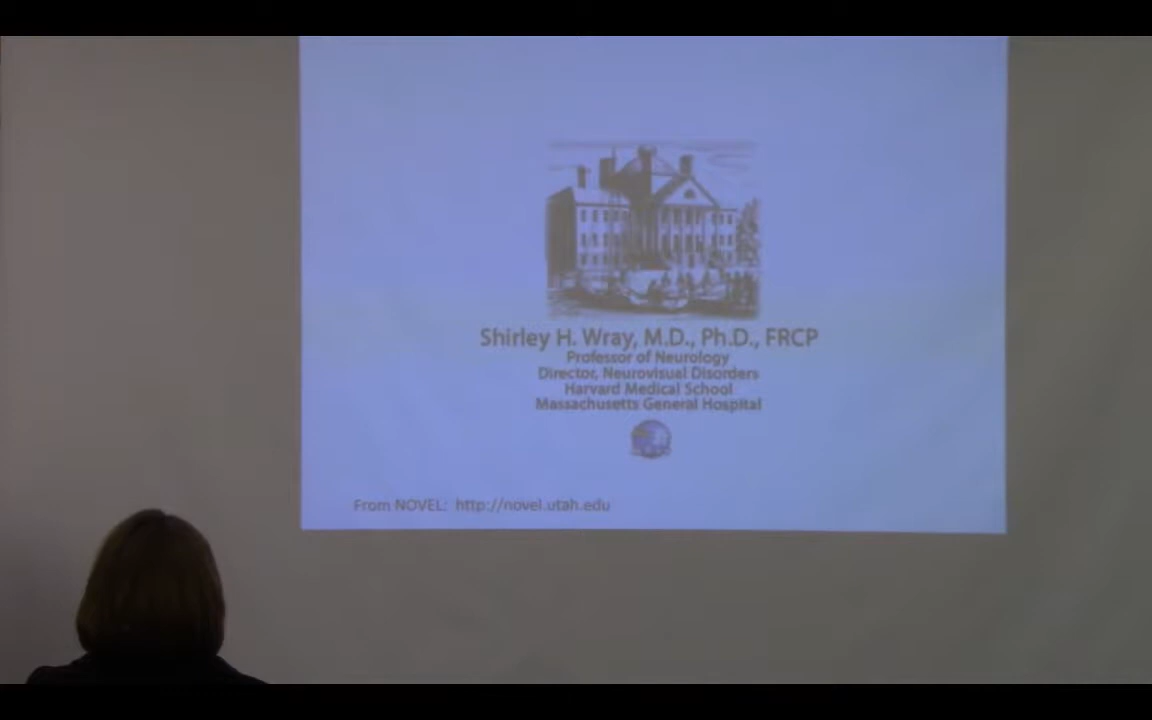 Shirley H. Wray, M.D., Ph.D., FRCP
Professor of Neurology
Director, Neurovisual Disorders
Harvard Medical School
Massachusetts General Hospital
From NOVEL: http://novel.utah.edu